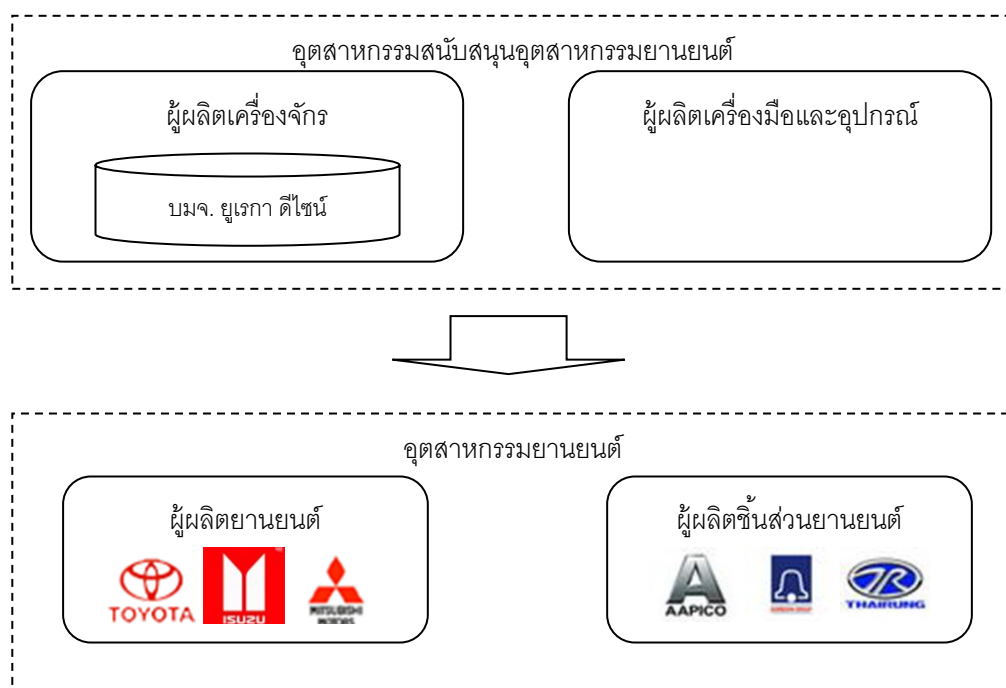 อุตสาหกรรมสนับสนุนอุตสาหกรรมยานยนต์
ผู้ผลิตเครื่องจักร
ผู้ผลิตเครื่องมือและอุปกรณ์
บมจ. ยูเรกา ดีไซน์
อุตสาหกรรมยานยนต์
ผู้ผลิตยานยนต์
ผู้ผลิตชิ้นส่วนยานยนต์
TOYOTA
ISUZU
MITSUBISHI
MOTORS
AAPICO
THAIRUNG